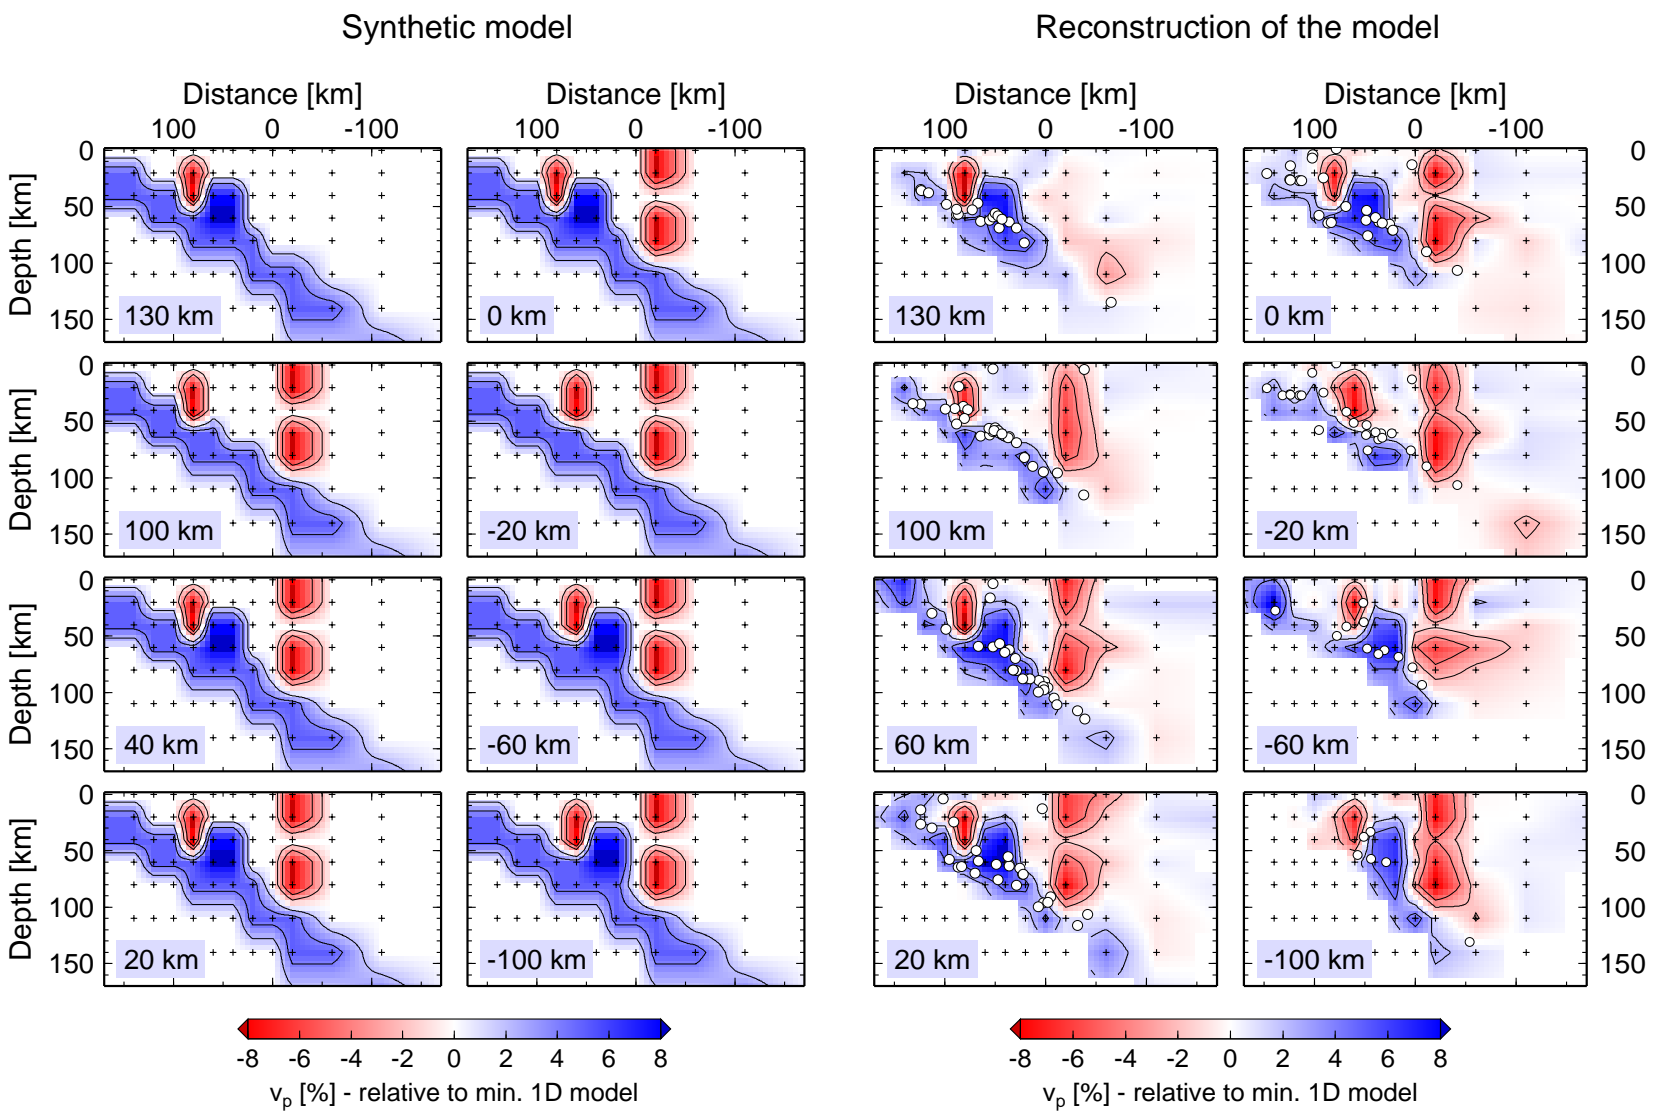 Synthetic model
Reconstruction of the model
Distance [km]
Distance [km]
Distance [km]
Distance [km]
100 0 -100
100 0 -100
100 0 -100
100 0 -100
Depth [km]
0
50
100
150
130 km
0 km
130 km
0 km
0
50
100
150
Depth [km]
0
50
100
150
100 km
-20 km
100 km
-20 km
0
50
100
150
Depth [km]
0
50
100
150
40 km
-60 km
60 km
-60 km
0
50
100
150
Depth [km]
0
50
100
150
20 km
-100 km
20 km
-100 km
0
50
100
150
-8 -6 -4 -2 0 2 4 6 8
-8 -6 -4 -2 0 2 4 6 8
vp [%] - relative to min. 1D model
vp [%] - relative to min. 1D model